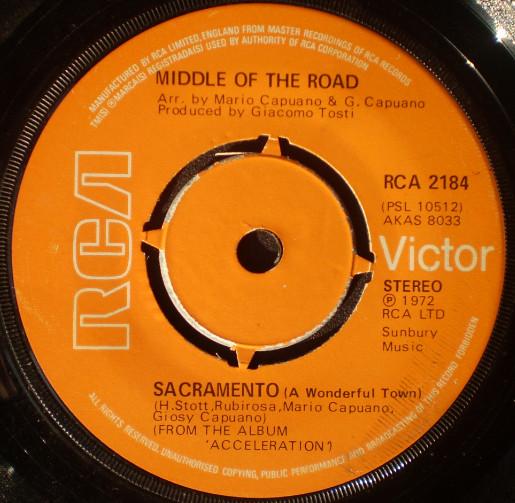 MANUFACTURED BY RCA LIMITED, ENGLAND FROM MASTER RECORDINGS OF RCA RECORDS
TM(S) ® MARCA(S) REGISTRADA(S) USED BY AUTHORITY OF RCA CORPORATION
MIDDLE OF THE ROAD
Arr. by Mario Capuano & G. Capuano
Produced by Giacomo Tosti
RCA
RCA 2184
(PSL 10512)
AKAS 8033
Victor
STEREO
Ⓟ 1972
RCA LTD
Sunbury
Music
SACRAMENTO (A Wonderful Town)
(H.Stott,Rubirosa,Mario Capuano,
Giosy Capuano)
(FROM THE ALBUM
'ACCELERATION')
ALL RIGHTS RESERVED, UNAUTHORISED COPYING, PUBLIC PERFORMANCE AND BROADCASTING OF THIS RECORD FORBIDDEN